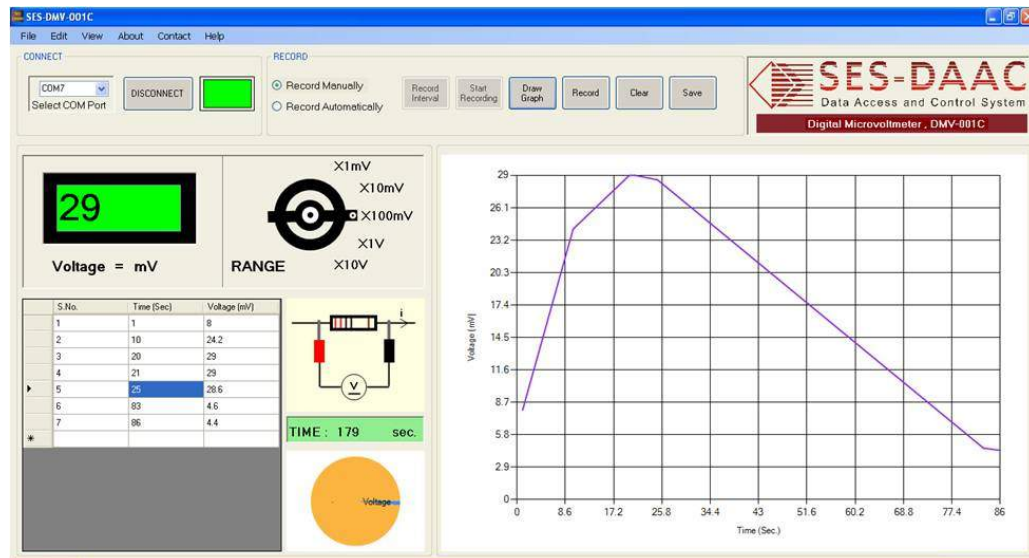 SES-DMV-001C
File Edit View About Contact Help
CONNECT
COM7
Select COM Port
DISCONNECT
RECORD
Record Manually
Record Automatically
Record Interval
Start Recording
Draw Graph
Record
Clear
Save
SES-DAAC
Data Access and Control System
Digital Microvoltmeter , DMV-001C
29
Voltage = mV
RANGE
X1mV
X10mV
X100mV
X1V
X10V
S.No. Time (Sec) Voltage (mV)
1 1 8
2 10 24.2
3 20 29
4 21 29
5 25 28.6
6 83 4.6
7 86 4.4
i
V
TIME : 179 sec.
Voltage
Voltage (mV)
29
26.1
23.2
20.3
17.4
14.5
11.6
8.7
5.8
2.9
0
0 8.6 17.2 25.8 34.4 43 51.6 60.2 68.8 77.4 86
Time (Sec.)